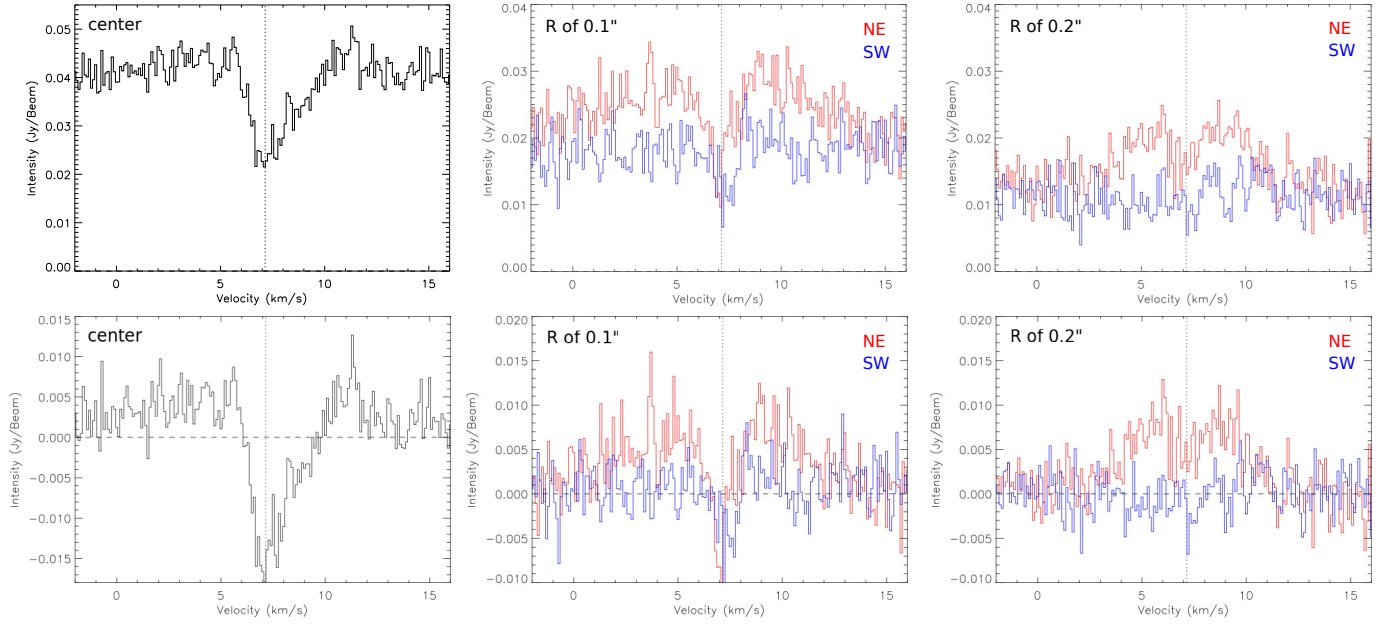 center
0.05
0.04
0.03
0.02
0.01
0.00
Intensity (Jy/Beam)
0 5 10 15
Velocity (km/s)
R of 0.1"
NE
SW
0.04
0.03
0.02
0.01
0.00
Intensity (Jy/Beam)
0 5 10 15
Velocity (km/s)
R of 0.2"
NE
SW
0.04
0.03
0.02
0.01
0.00
Intensity (Jy/Beam)
0 5 10 15
Velocity (km/s)
center
0.015
0.010
0.005
0.000
−0.005
−0.010
−0.015
Intensity (Jy/Beam)
0 5 10 15
Velocity (km/s)
R of 0.1"
NE
SW
0.020
0.015
0.010
0.005
0.000
−0.005
−0.010
Intensity (Jy/Beam)
0 5 10 15
Velocity (km/s)
R of 0.2"
NE
SW
0.020
0.015
0.010
0.005
0.000
−0.005
−0.010
Intensity (Jy/Beam)
0 5 10 15
Velocity (km/s)